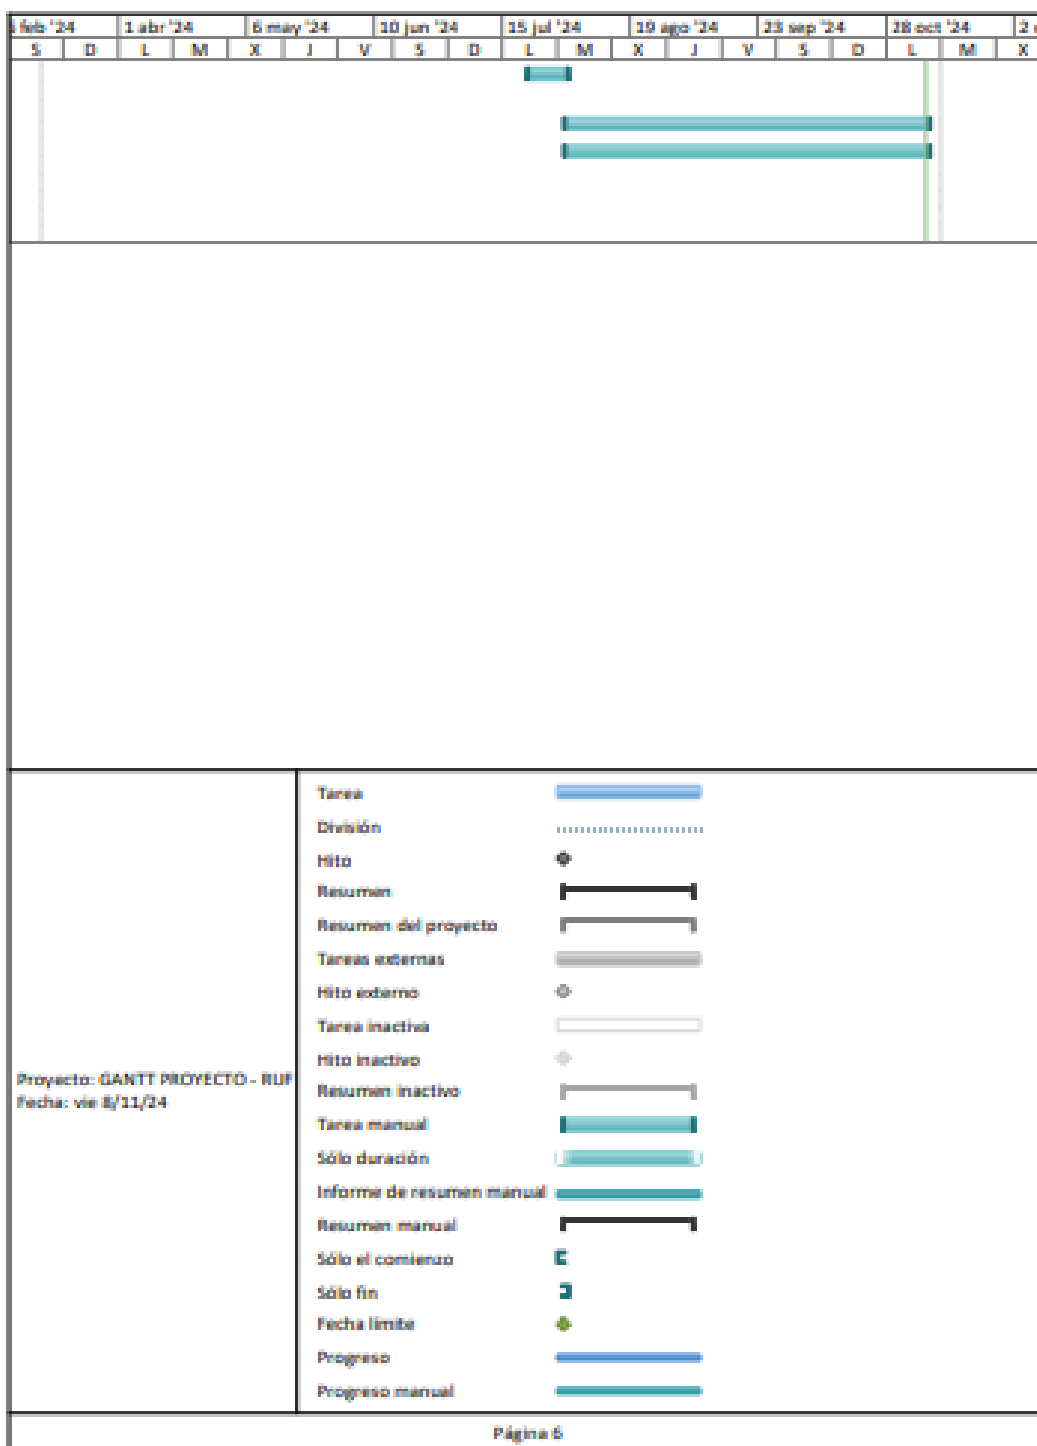 feb '24 1 abr '24 6 may '24 10 jun '24 15 jul '24 19 ago '24 23 sep '24 28 oct '24 2
S D L M X J V S D L M X J V S D L M X
Tarea
División
Hito
Resumen
Resumen del proyecto
Tareas externas
Hito externo
Tarea inactiva
Hito inactivo
Proyecto: GANTT PROYECTO - RUF
Fecha: vie 8/11/24
Resumen inactivo
Tarea manual
Sólo duración
Informe de resumen manual
Resumen manual
Sólo el comienzo
Sólo fin
Fecha límite
Progreso
Progreso manual
Página 6